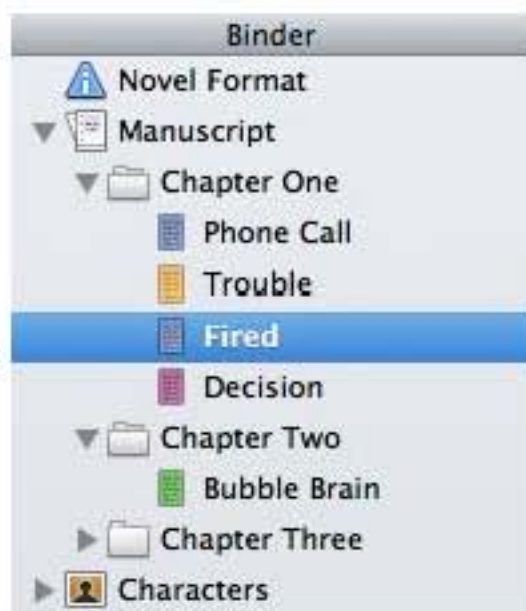 Binder
Novel Format
Manuscript
Chapter One
Phone Call
Trouble
Fired
Decision
Chapter Two
Bubble Brain
Chapter Three
Characters